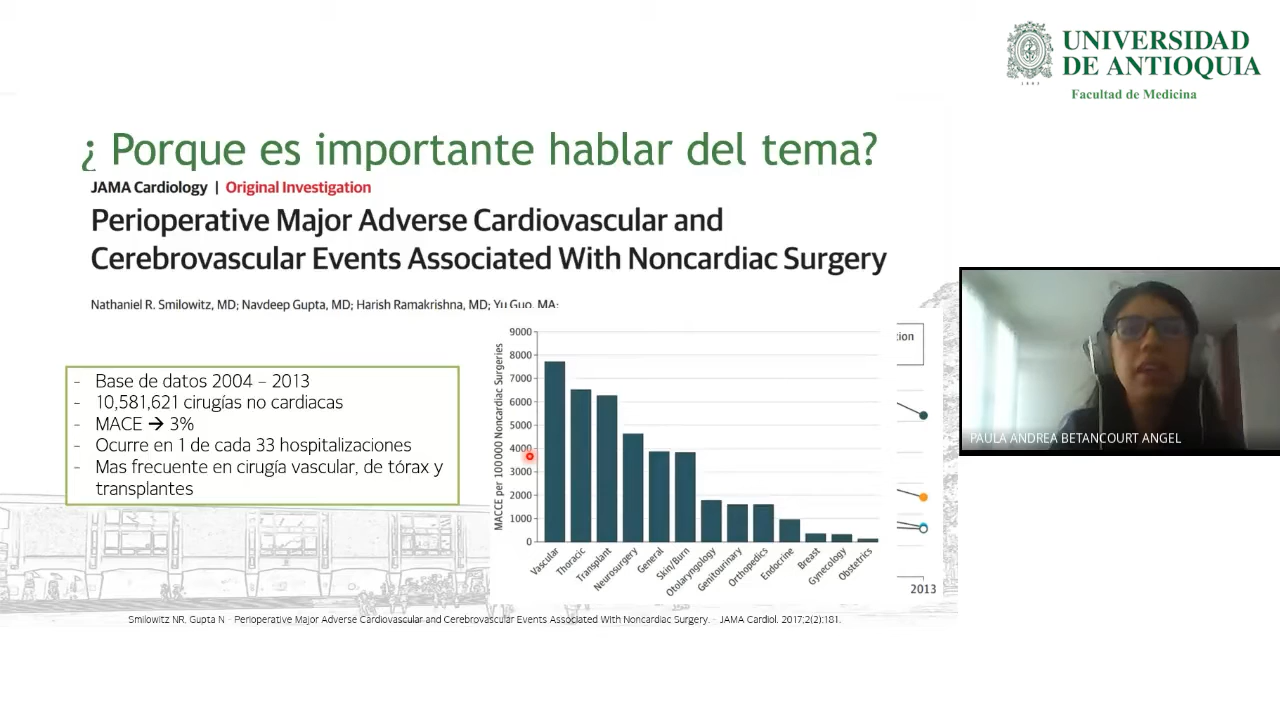 UNIVERSIDAD
DE ANTIOQUIA
1803
Facultad de Medicina
¿ Porque es importante hablar del tema?
JAMA Cardiology | Original Investigation
Perioperative Major Adverse Cardiovascular and
Cerebrovascular Events Associated With Noncardiac Surgery
Nathaniel R. Smilowitz, MD; Navdeep Gupta, MD; Harish Ramakrishna, MD; Yu Guo, MA;
- Base de datos 2004 – 2013
- 10,581,621 cirugías no cardiacas
- MACE → 3%
- Ocurre en 1 de cada 33 hospitalizaciones
- Mas frecuente en cirugía vascular, de tórax y
transplantes
MACCE per 100 000 Noncardiac Surgeries
9000
8000
7000
6000
5000
4000
3000
2000
1000
0
Vascular
Thoracic
Transplant
Neurosurgery
General
Skin/Burn
Otolaryngology
Genitourinary
Orthopedics
Endocrine
Breast
Gynecology
Obstetrics
tion
2013
PAULA ANDREA BETANCOURT ANGEL
Smilowitz NR. Gupta N - Perioperative Major Adverse Cardiovascular and Cerebrovascular Events Associated With Noncardiac Surgery. - JAMA Cardiol. 2017;2(2):181.